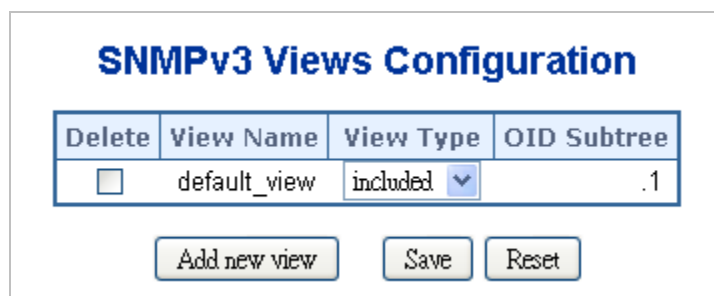 SNMPv3 Views Configuration
Delete View Name View Type OID Subtree
default_view included .1
Add new view Save Reset